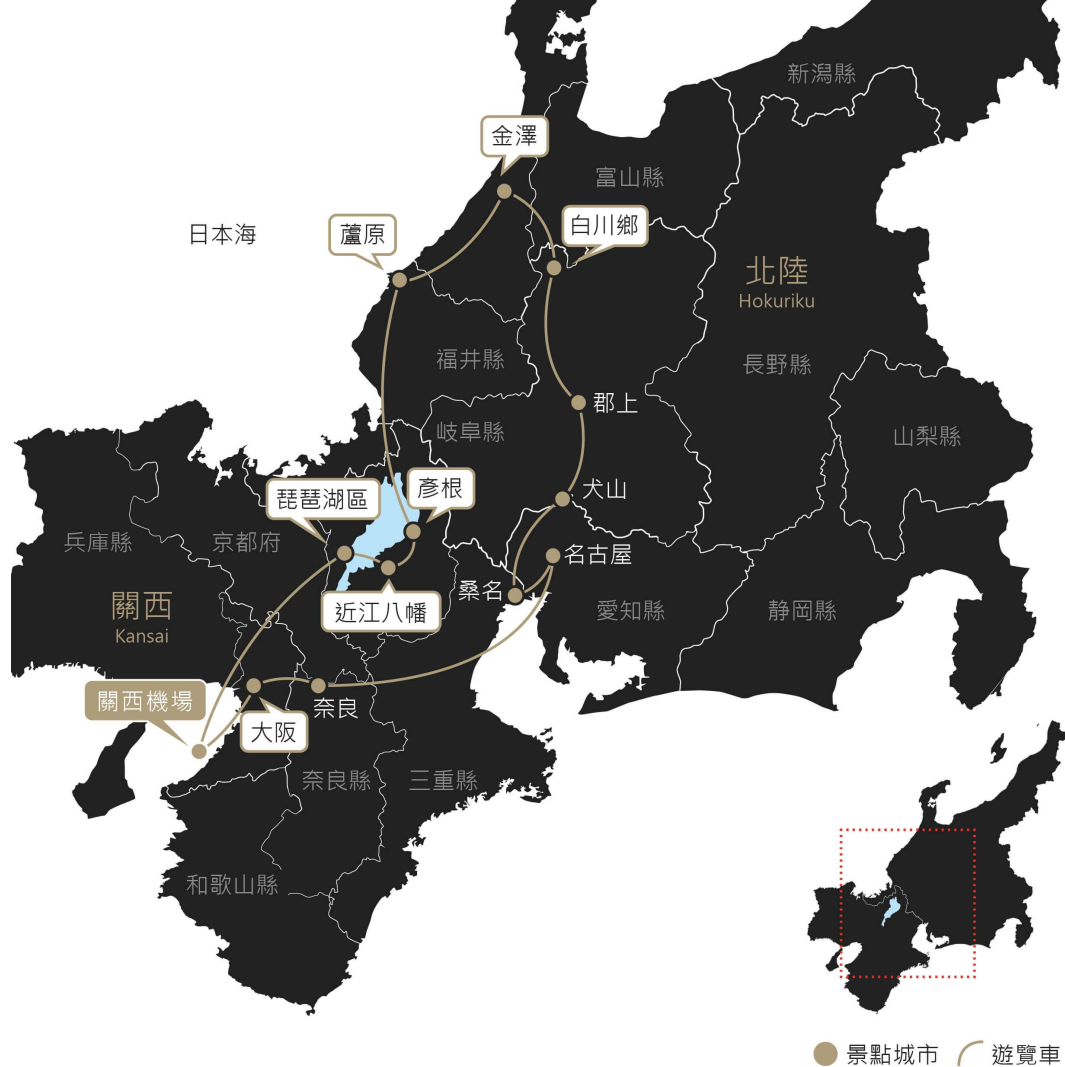 新潟縣
金澤
富山縣
白川鄉
日本海
蘆原
北陸
Hokuriku
福井縣
長野縣
郡上
岐阜縣
山梨縣
彥根
琵琶湖區
犬山
兵庫縣
京都府
名古屋
桑名
關西
Kansai
近江八幡
愛知縣
静岡縣
關西機場
奈良
大阪
奈良縣
三重縣
和歌山縣
景點城市
遊覽車